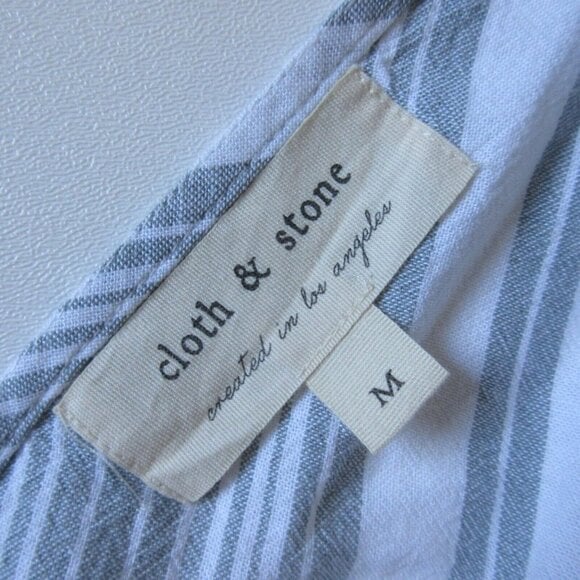 cloth & stone
created in los angeles
M